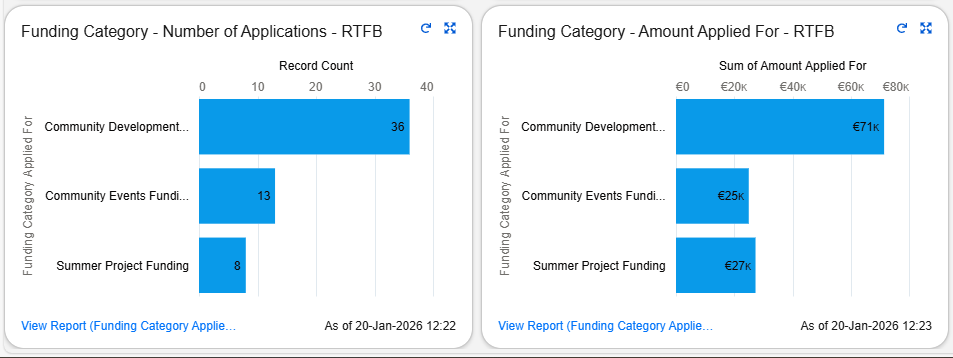 Funding Category - Number of Applications - RTFB
Record Count
0 10 20 30 40
Funding Category Applied For
Community Development... 36
Community Events Fundi... 13
Summer Project Funding 8
View Report (Funding Category Applie... As of 20-Jan-2026 12:22
Funding Category - Amount Applied For - RTFB
Sum of Amount Applied For
€0 €20K €40K €60K €80K
Funding Category Applied For
Community Development... €71K
Community Events Fundi... €25K
Summer Project Funding €27K
View Report (Funding Category Applie... As of 20-Jan-2026 12:23